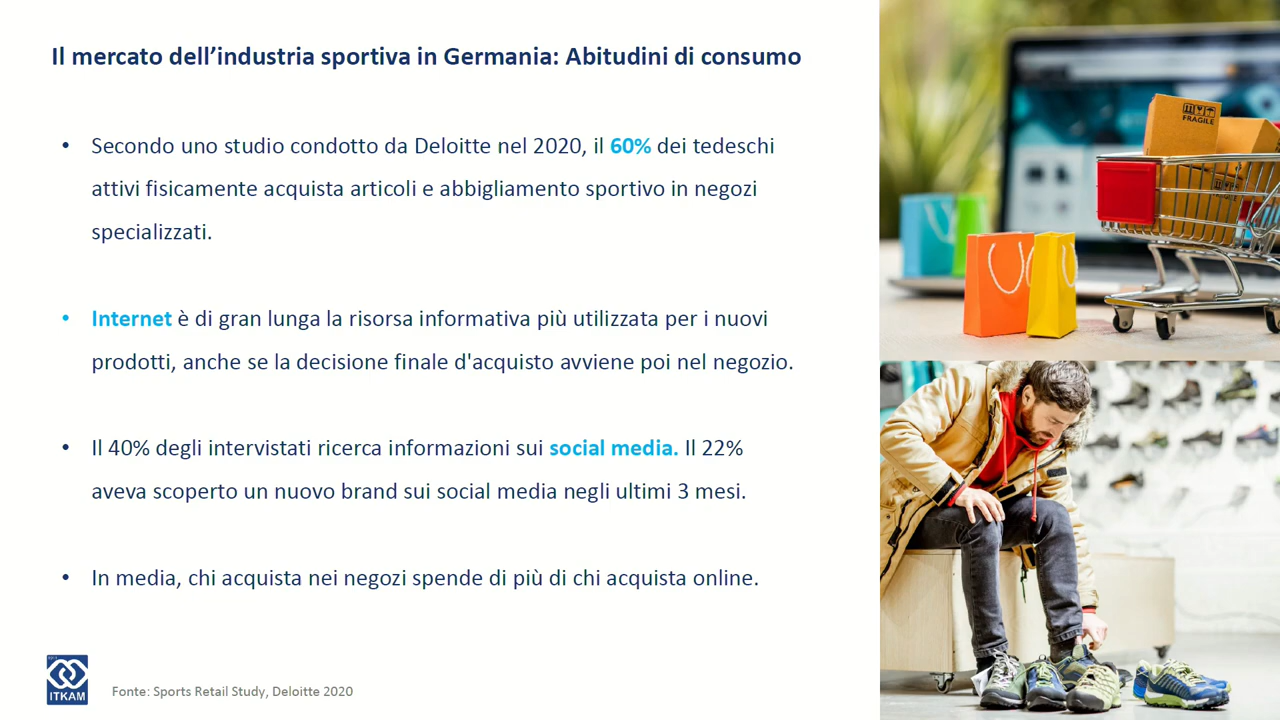 Il mercato dell’industria sportiva in Germania: Abitudini di consumo
• Secondo uno studio condotto da Deloitte nel 2020, il 60% dei tedeschi
attivi fisicamente acquista articoli e abbigliamento sportivo in negozi
specializzati.
• Internet è di gran lunga la risorsa informativa più utilizzata per i nuovi
prodotti, anche se la decisione finale d'acquisto avviene poi nel negozio.
• Il 40% degli intervistati ricerca informazioni sui social media. Il 22%
aveva scoperto un nuovo brand sui social media negli ultimi 3 mesi.
• In media, chi acquista nei negozi spende di più di chi acquista online.
ITKAM
Fonte: Sports Retail Study, Deloitte 2020
FRAGILE